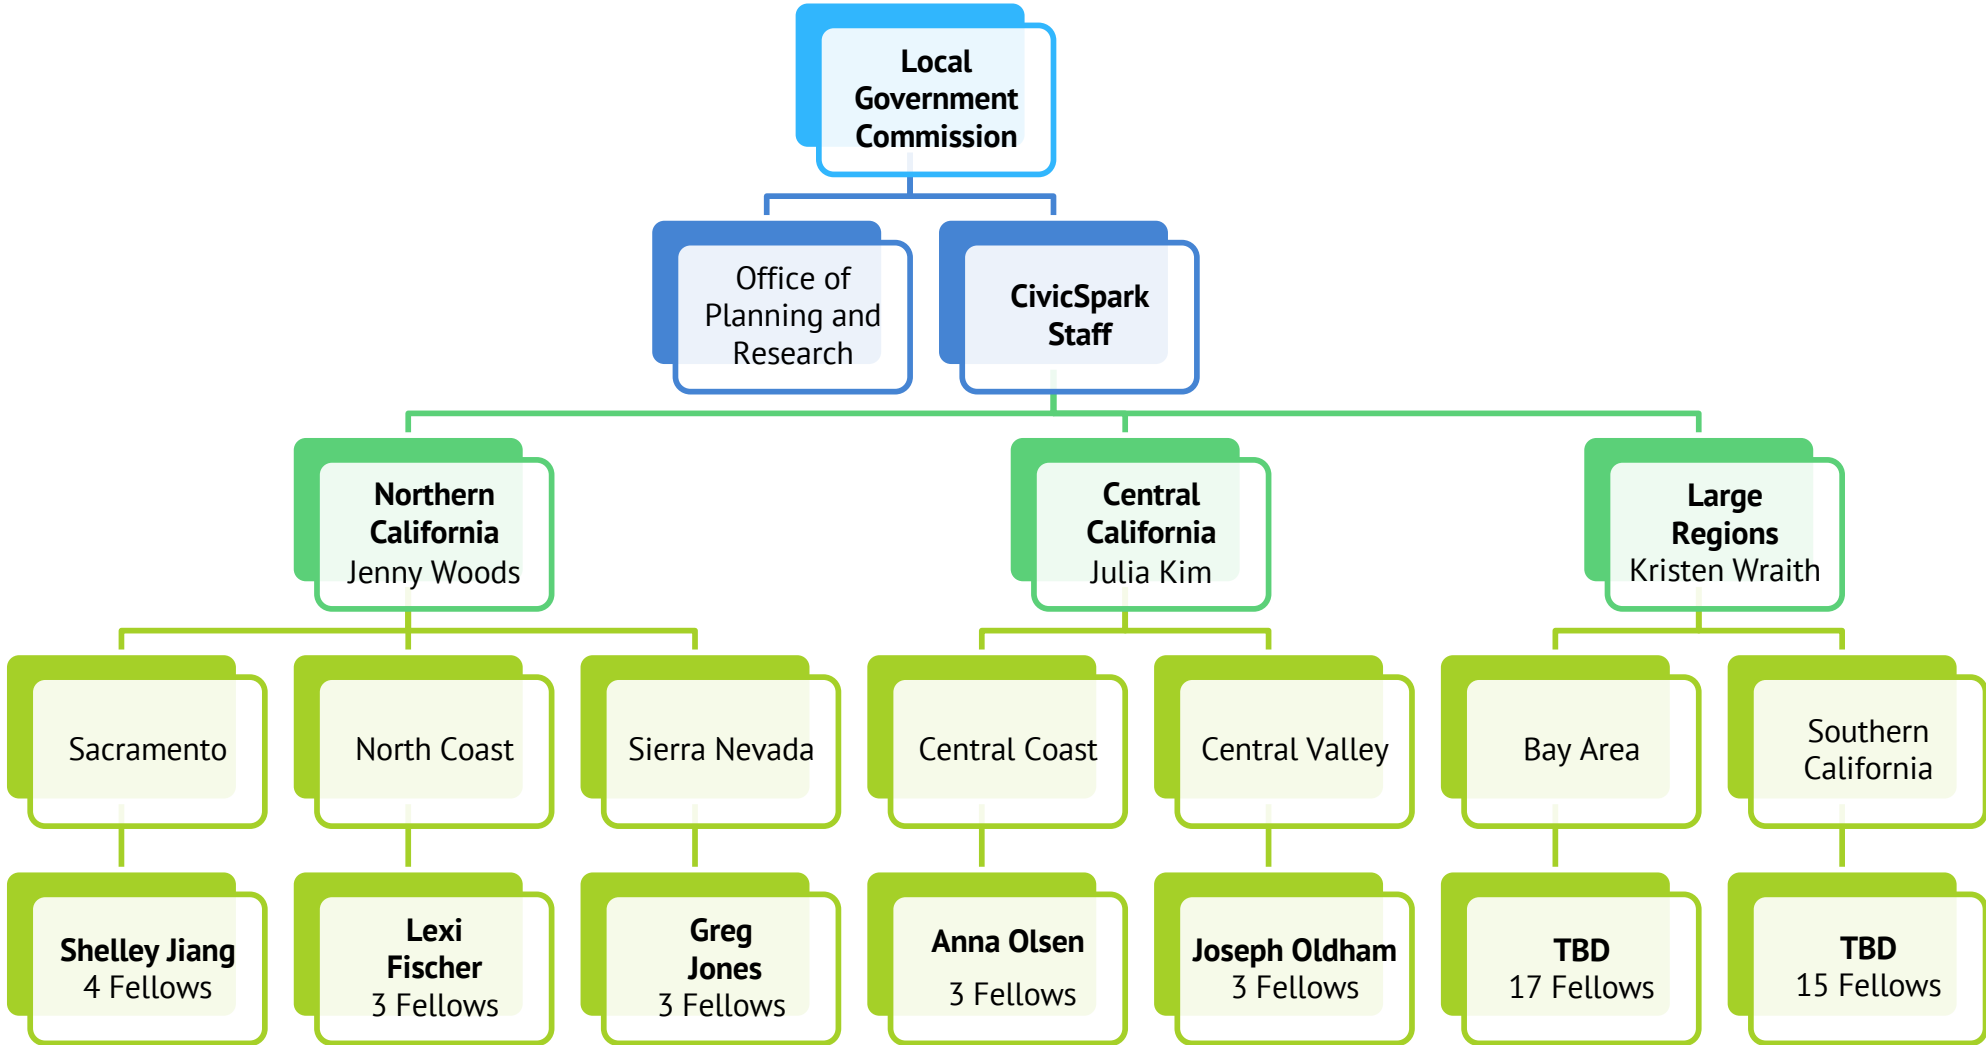 Local
Government
Commission
Office of
Planning and
Research
CivicSpark
Staff
Northern
California
Jenny Woods
Central
California
Julia Kim
Large
Regions
Kristen Wraith
Sacramento
North Coast
Sierra Nevada
Central Coast
Central Valley
Bay Area
Southern
California
Shelley Jiang
4 Fellows
Lexi
Fischer
3 Fellows
Greg
Jones
3 Fellows
Anna Olsen
3 Fellows
Joseph Oldham
3 Fellows
TBD
17 Fellows
TBD
15 Fellows